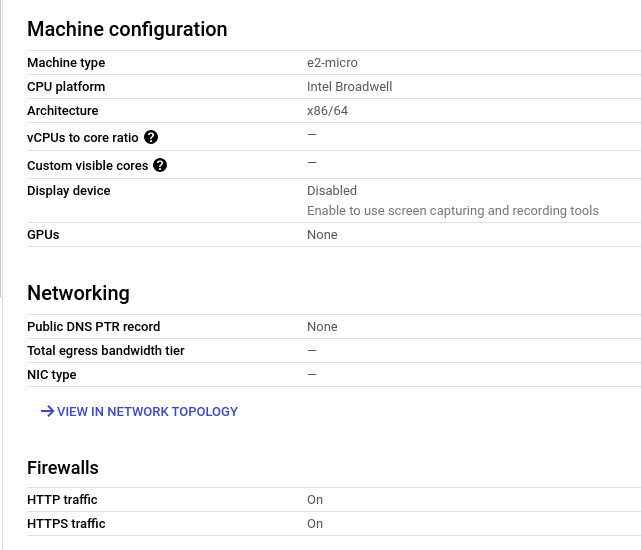 Machine configuration
Machine type e2-micro
CPU platform Intel Broadwell
Architecture x86/64
vCPUs to core ratio ? —
Custom visible cores ? —
Display device Disabled
Enable to use screen capturing and recording tools
GPUs None
Networking
Public DNS PTR record None
Total egress bandwidth tier —
NIC type —
→ VIEW IN NETWORK TOPOLOGY
Firewalls
HTTP traffic On
HTTPS traffic On